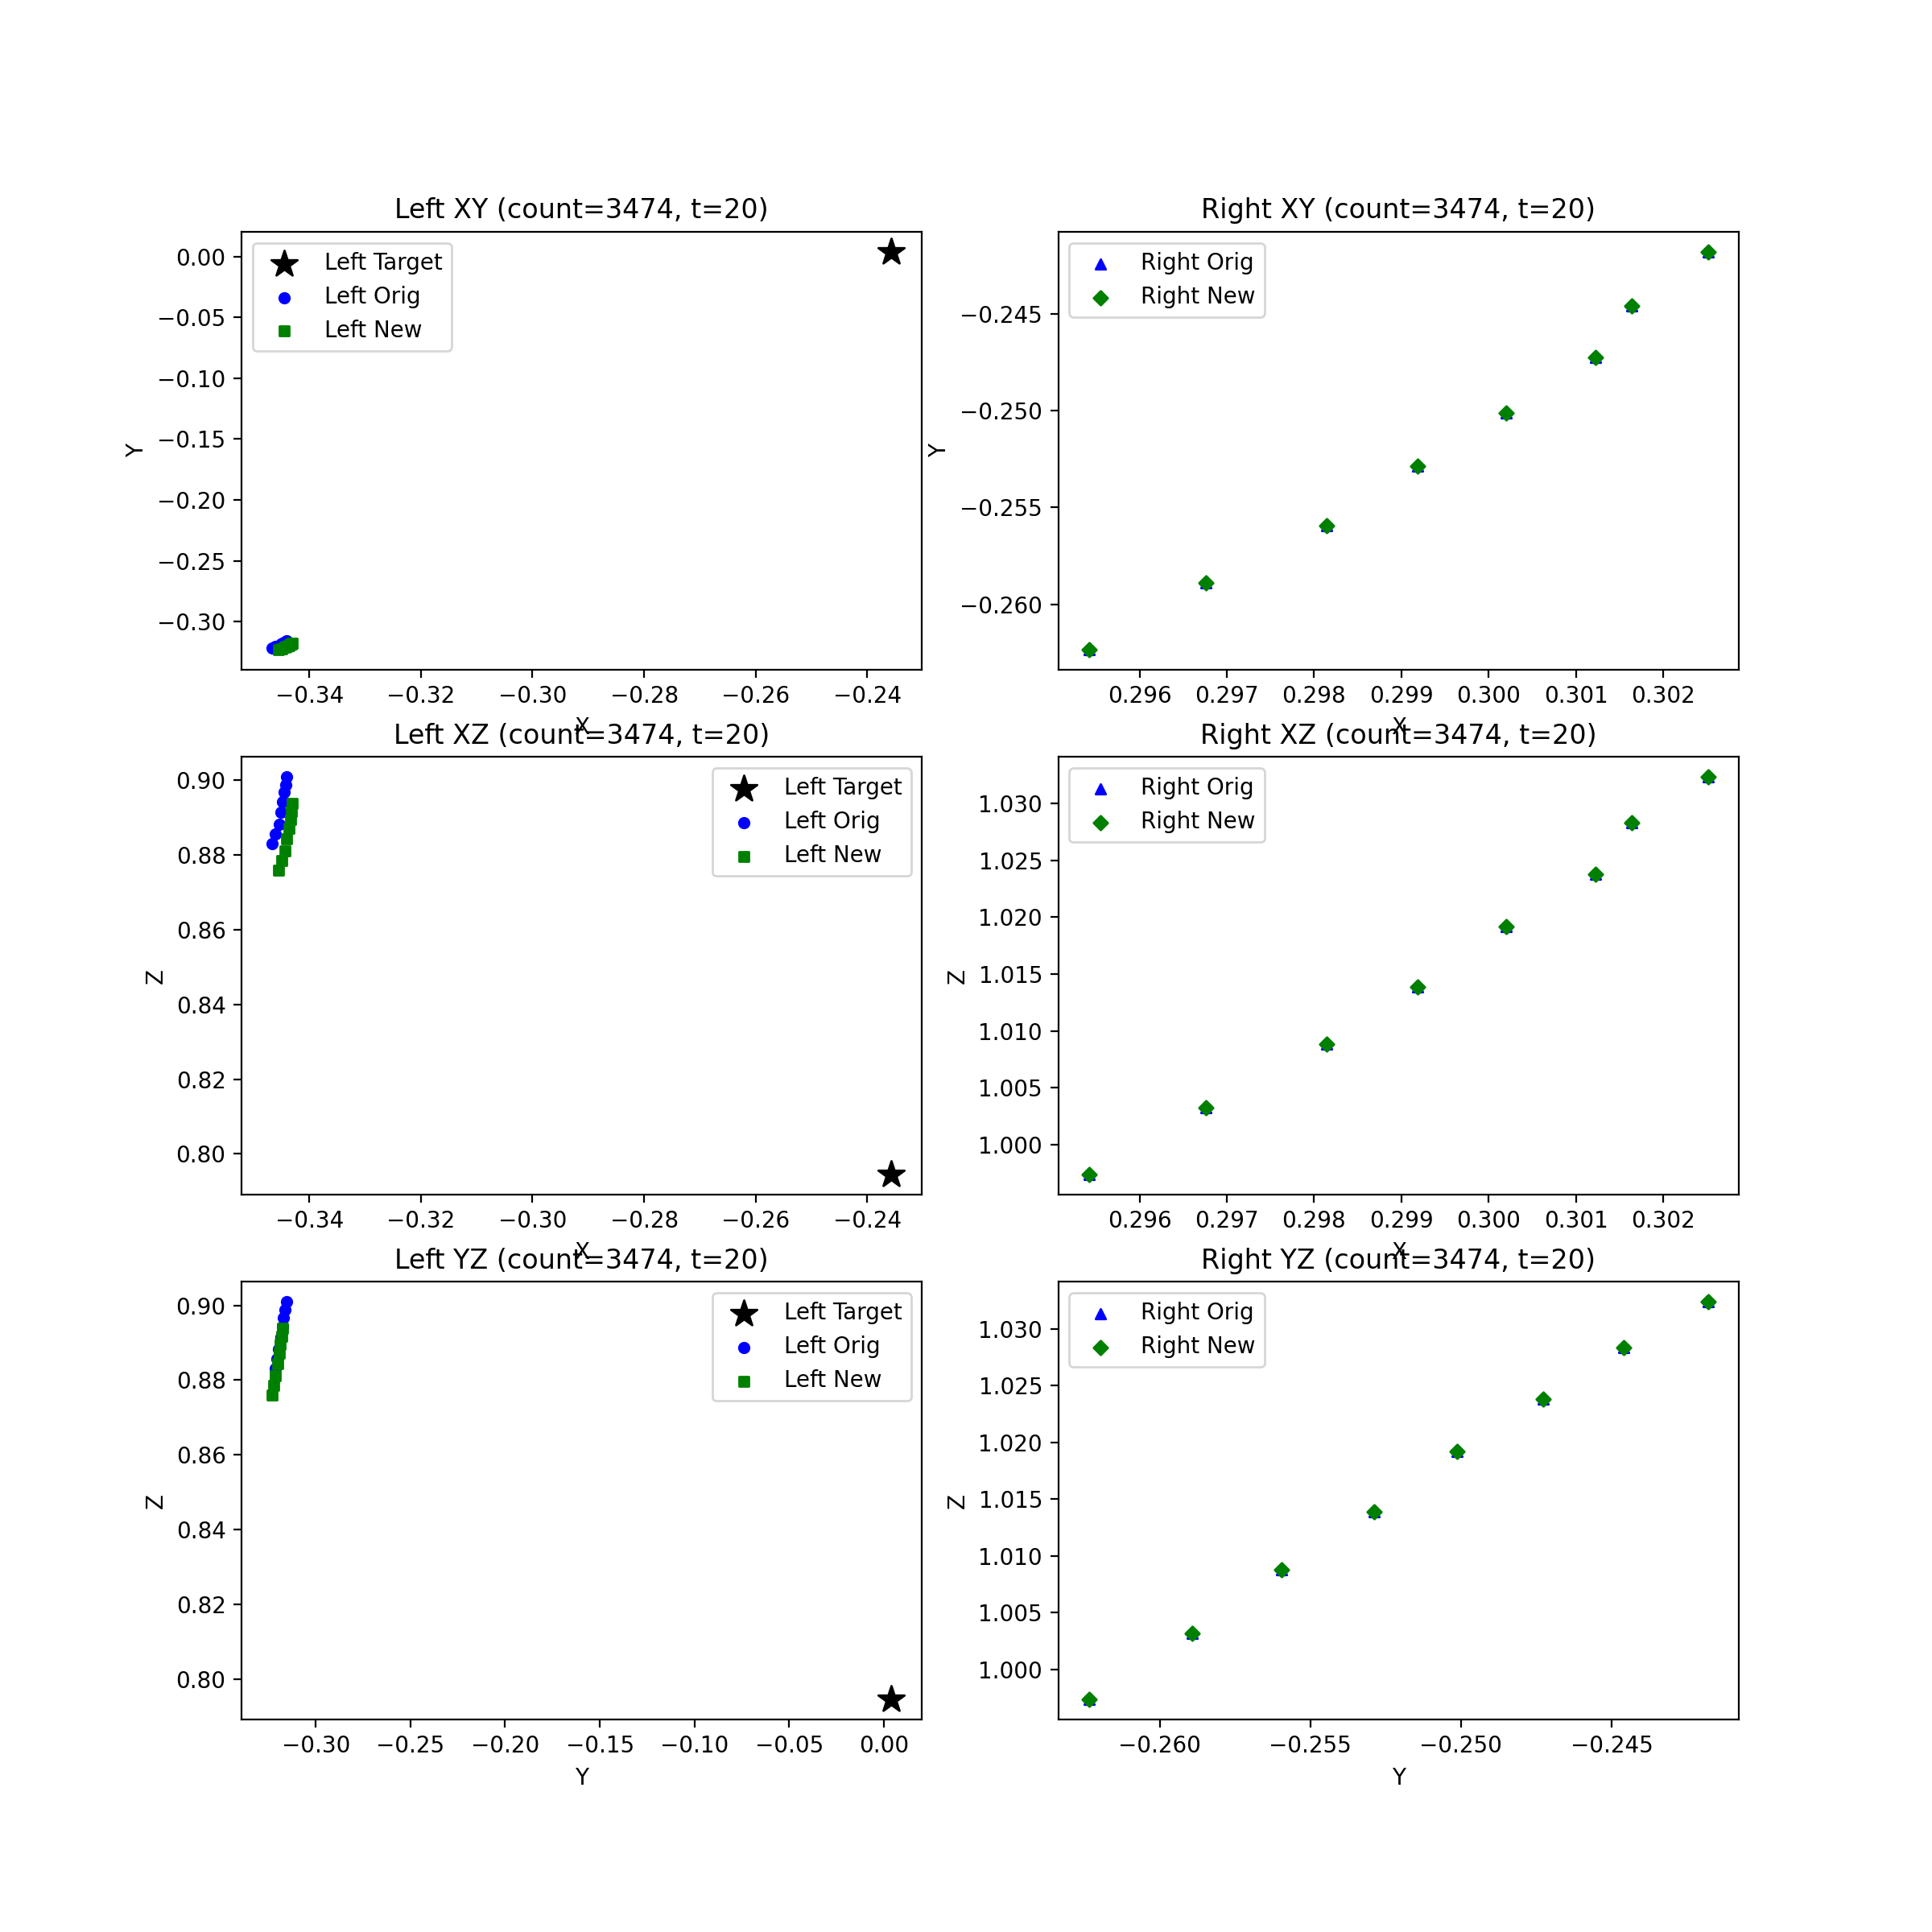 Left XY (count=3474, t=20)
Left Target
Left Orig
Left New
0.00
−0.05
−0.10
−0.15
−0.20
−0.25
−0.30
Y
−0.34
−0.32
−0.30
−0.28
−0.26
−0.24
X
Right XY (count=3474, t=20)
Right Orig
Right New
−0.245
−0.250
−0.255
−0.260
Y
0.296
0.297
0.298
0.299
0.300
0.301
0.302
X
Left XZ (count=3474, t=20)
Left Target
Left Orig
Left New
0.90
0.88
0.86
0.84
0.82
0.80
Z
−0.34
−0.32
−0.30
−0.28
−0.26
−0.24
X
Right XZ (count=3474, t=20)
Right Orig
Right New
1.030
1.025
1.020
1.015
1.010
1.005
1.000
Z
0.296
0.297
0.298
0.299
0.300
0.301
0.302
X
Left YZ (count=3474, t=20)
Left Target
Left Orig
Left New
0.90
0.88
0.86
0.84
0.82
0.80
Z
−0.30
−0.25
−0.20
−0.15
−0.10
−0.05
0.00
Y
Right YZ (count=3474, t=20)
Right Orig
Right New
1.030
1.025
1.020
1.015
1.010
1.005
1.000
Z
−0.260
−0.255
−0.250
−0.245
Y